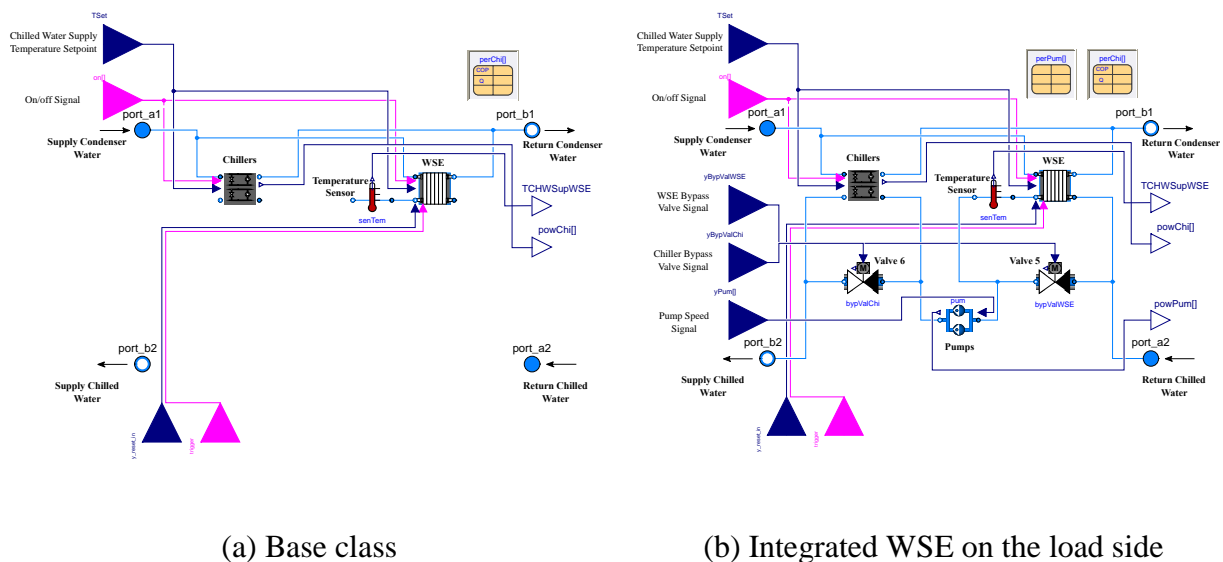 TSet
Chilled Water Supply
Temperature Setpoint
perChi[]
COP
Q
on[]
On/off Signal
port_a1
port_b1
Supply Condenser
Water
Return Condenser
Water
Chillers
WSE
Temperature
Sensor
senTem
TCHWSupWSE
powChi[]
port_b2
port_a2
Supply Chilled
Water
Return Chilled
Water
y_reset_in
trigger
(a) Base class
TSet
Chilled Water Supply
Temperature Setpoint
perPum[]
perChi[]
COP
Q
on[]
On/off Signal
port_a1
port_b1
Supply Condenser
Water
Return Condenser
Water
Chillers
WSE
Temperature
Sensor
senTem
TCHWSupWSE
powChi[]
yBypValWSE
WSE Bypass
Valve Signal
yBypValChi
Chiller Bypass
Valve Signal
M
Valve 6
bypValChi
Valve 5
M
bypValWSE
yPum[]
Pump Speed
Signal
pum
Pumps
powPum[]
port_b2
port_a2
Supply Chilled
Water
Return Chilled
Water
y_reset_in
trigger
(b) Integrated WSE on the load side